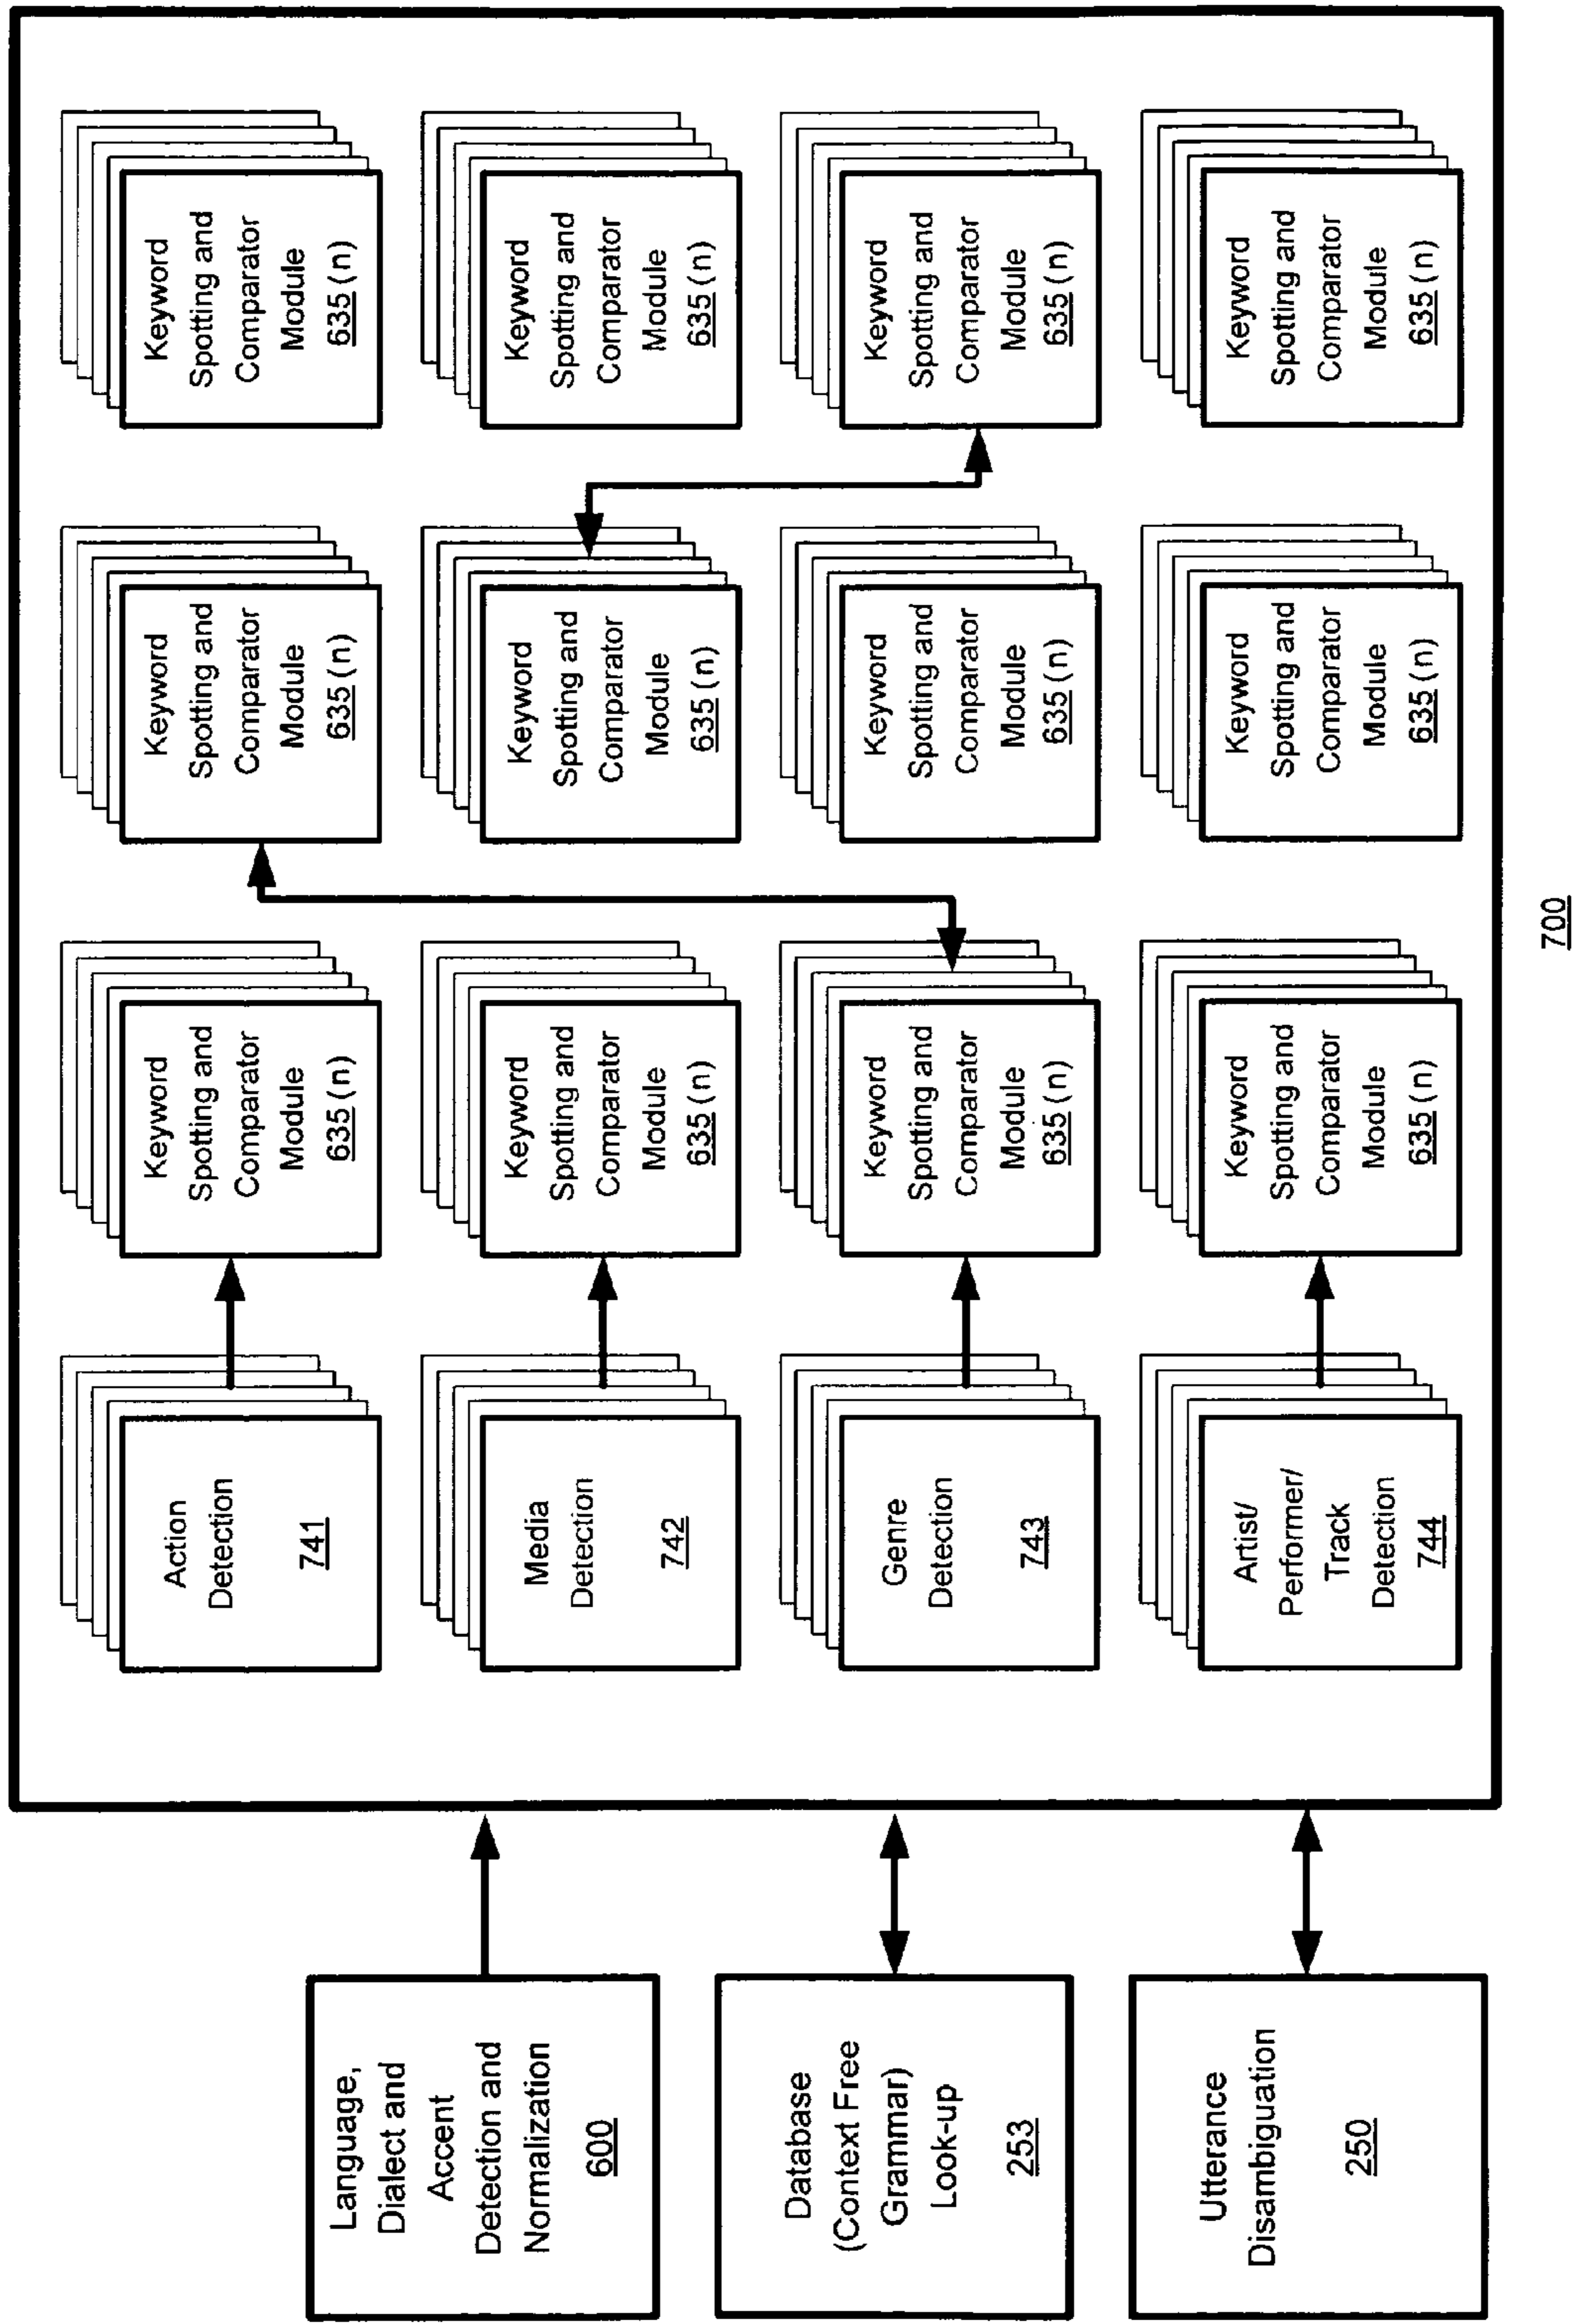 Language,
Dialect and
Accent
Detection and
Normalization
600
Database
(Context Free
Grammar)
Look-up
253
Utterance
Disambiguation
250
Action
Detection
741
Keyword
Spotting and
Comparator
Module
635 (n)
Keyword
Spotting and
Comparator
Module
635 (n)
Keyword
Spotting and
Comparator
Module
635 (n)
Media
Detection
742
Keyword
Spotting and
Comparator
Module
635 (n)
Keyword
Spotting and
Comparator
Module
635 (n)
Keyword
Spotting and
Comparator
Module
635 (n)
Genre
Detection
743
Keyword
Spotting and
Comparator
Module
635 (n)
Keyword
Spotting and
Comparator
Module
635 (n)
Keyword
Spotting and
Comparator
Module
635 (n)
Artist/
Performer/
Track
Detection
744
Keyword
Spotting and
Comparator
Module
635 (n)
Keyword
Spotting and
Comparator
Module
635 (n)
Keyword
Spotting and
Comparator
Module
635 (n)
700